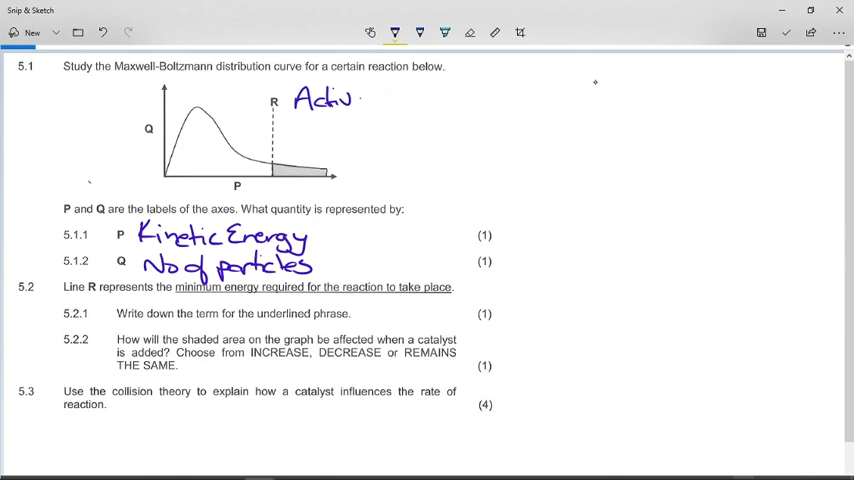 Snip & Sketch
New
5.1 Study the Maxwell-Boltzmann distribution curve for a certain reaction below.
R Activ
Q
P
P and Q are the labels of the axes. What quantity is represented by:
5.1.1 P Kinetic Energy (1)
5.1.2 Q No of particles (1)
5.2 Line R represents the minimum energy required for the reaction to take place.
5.2.1 Write down the term for the underlined phrase. (1)
5.2.2 How will the shaded area on the graph be affected when a catalyst
is added? Choose from INCREASE, DECREASE or REMAINS
THE SAME. (1)
5.3 Use the collision theory to explain how a catalyst influences the rate of
reaction. (4)